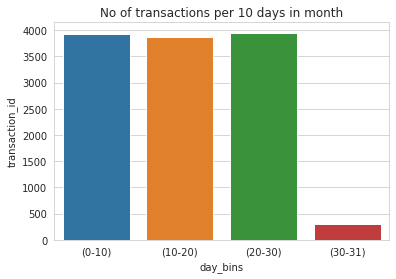 No of transactions per 10 days in month
4000
3500
3000
2500
2000
1500
1000
500
0
transaction_id
(0-10) (10-20) (20-30) (30-31)
day_bins